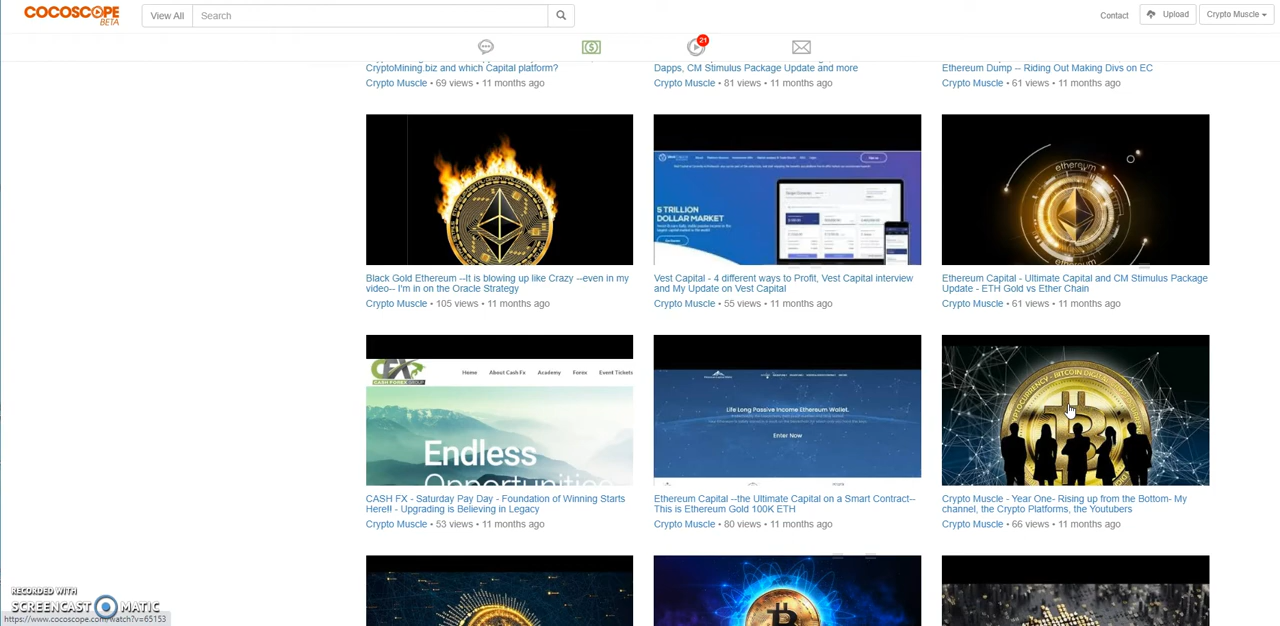 COCOSCOPE
BETA
View All
Search
Contact
Upload
Crypto Muscle
21
CryptoMining biz and which Capital platform?
Crypto Muscle • 69 views • 11 months ago
Dapps, CM Stimulus Package Update and more
Crypto Muscle • 81 views • 11 months ago
Ethereum Dump -- Riding Out Making Divs on EC
Crypto Muscle • 61 views • 11 months ago
Sign up
5 TRILLION
DOLLAR MARKET
ethereum
ethereum
Black Gold Ethereum --It is blowing up like Crazy --even in my
video-- I'm in on the Oracle Strategy
Crypto Muscle • 105 views • 11 months ago
Vest Capital - 4 different ways to Profit, Vest Capital interview
and My Update on Vest Capital
Crypto Muscle • 55 views • 11 months ago
Ethereum Capital - Ultimate Capital and CM Stimulus Package
Update - ETH Gold vs Ether Chain
Crypto Muscle • 61 views • 11 months ago
CFX
CASH FOREX GROUP
Home
About Cash Fx
Academy
Forex
Event Tickets
Endless
Opportunities
Life Long Passive Income Ethereum Wallet.
Enter Now
CASH FX - Saturday Pay Day - Foundation of Winning Starts
Here!! - Upgrading is Believing in Legacy
Crypto Muscle • 53 views • 11 months ago
Ethereum Capital --the Ultimate Capital on a Smart Contract--
This is Ethereum Gold 100K ETH
Crypto Muscle • 80 views • 11 months ago
Crypto Muscle - Year One- Rising up from the Bottom- My
channel, the Crypto Platforms, the Youtubers
Crypto Muscle • 66 views • 11 months ago
RECORDED WITH
SCREENCAST MATIC
https://www.cocoscope.com/watch?v=65153